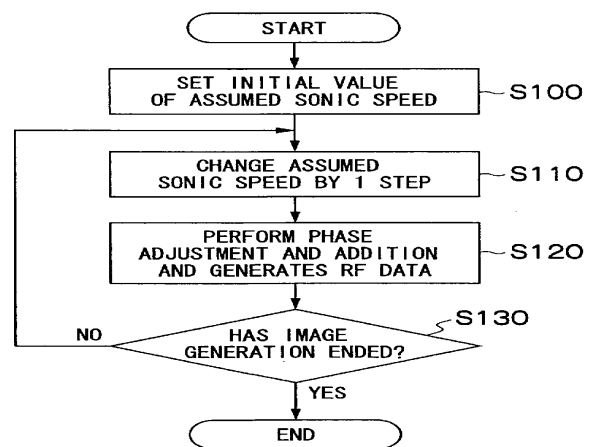 START
SET INITIAL VALUE
OF ASSUMED SONIC SPEED
S100
CHANGE ASSUMED
SONIC SPEED BY 1 STEP
S110
PERFORM PHASE
ADJUSTMENT AND ADDITION
AND GENERATES RF DATA
S120
S130
HAS IMAGE
GENERATION ENDED?
NO
YES
END